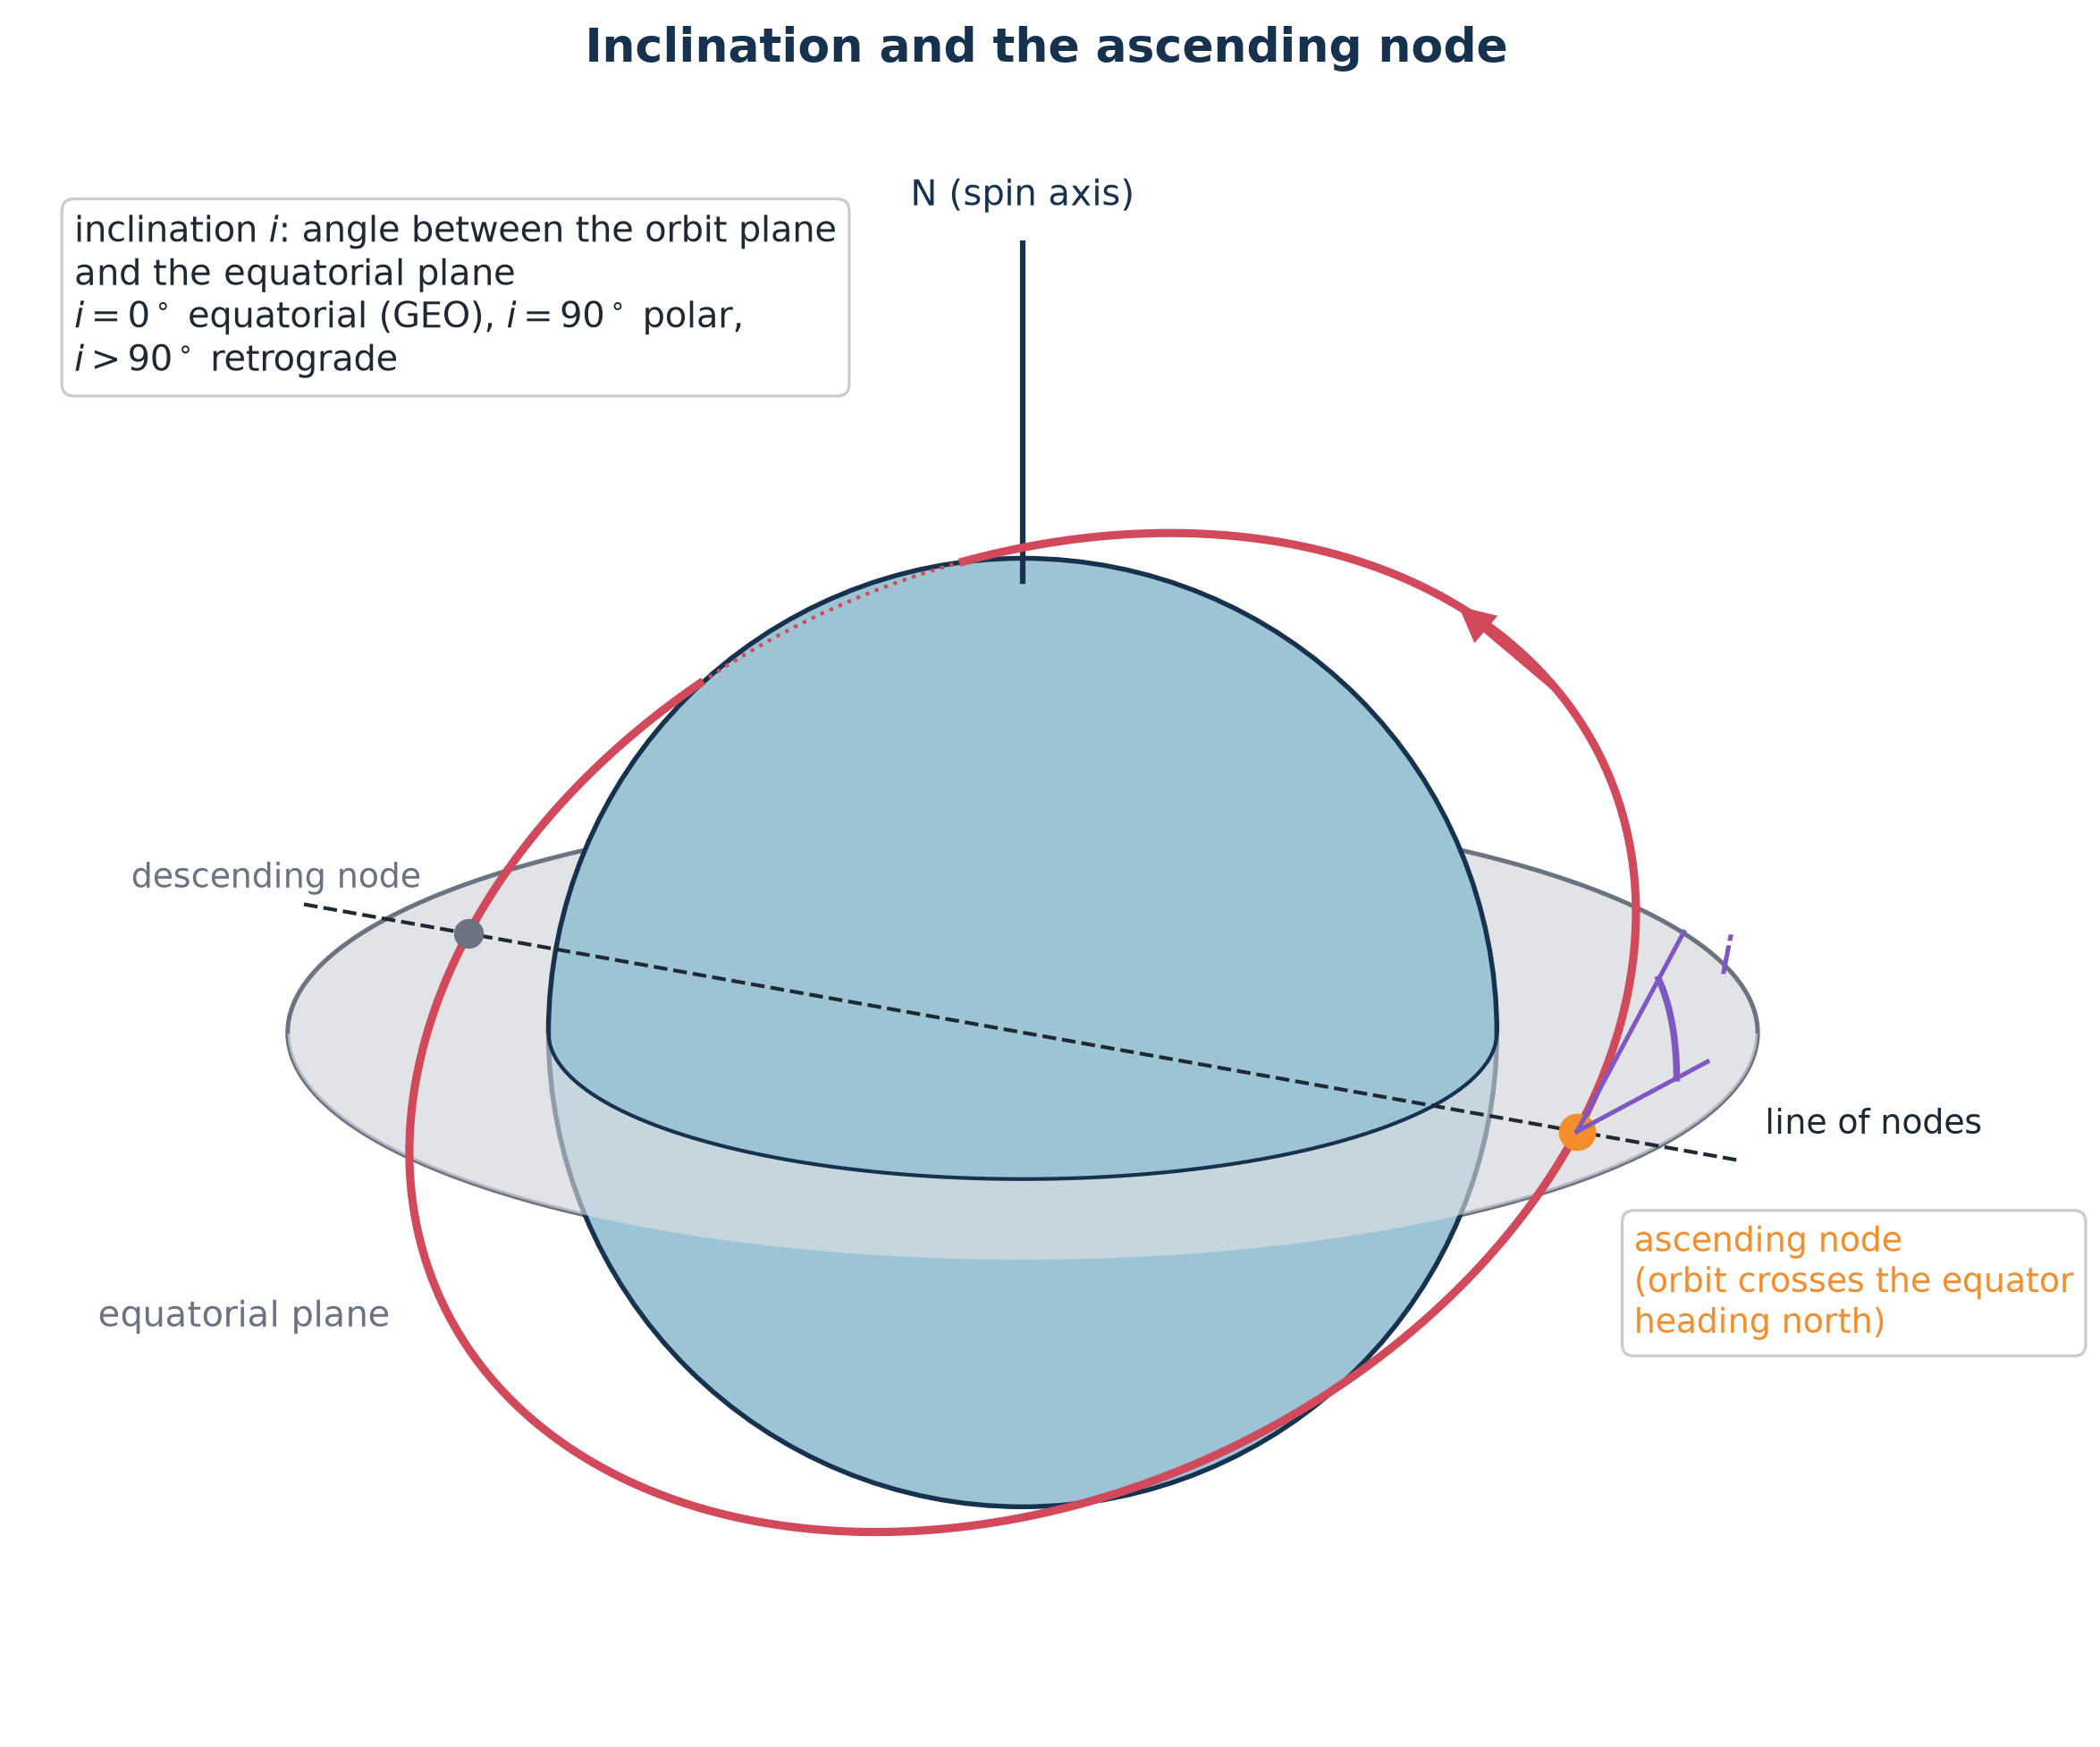 Inclination and the ascending node
N (spin axis)
inclination i: angle between the orbit plane
and the equatorial plane
i = 0° equatorial (GEO), i = 90° polar,
i > 90° retrograde
descending node
i
line of nodes
ascending node
(orbit crosses the equator
heading north)
equatorial plane